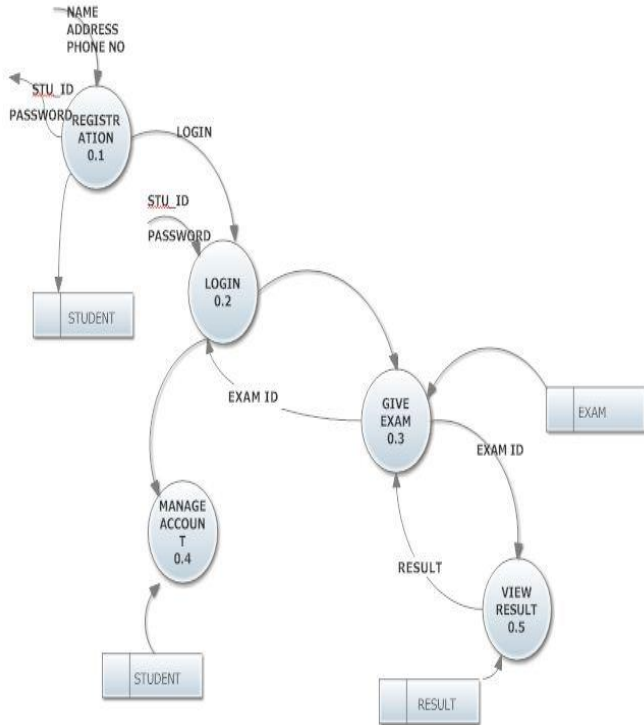 NAME
ADDRESS
PHONE NO
STU_ID
PASSWORD
REGISTR
ATION
0.1
LOGIN
STU_ID
PASSWORD
LOGIN
0.2
STUDENT
EXAM ID
GIVE
EXAM
0.3
EXAM
EXAM ID
MANAGE
ACCOUN
T
0.4
RESULT
VIEW
RESULT
0.5
STUDENT
RESULT